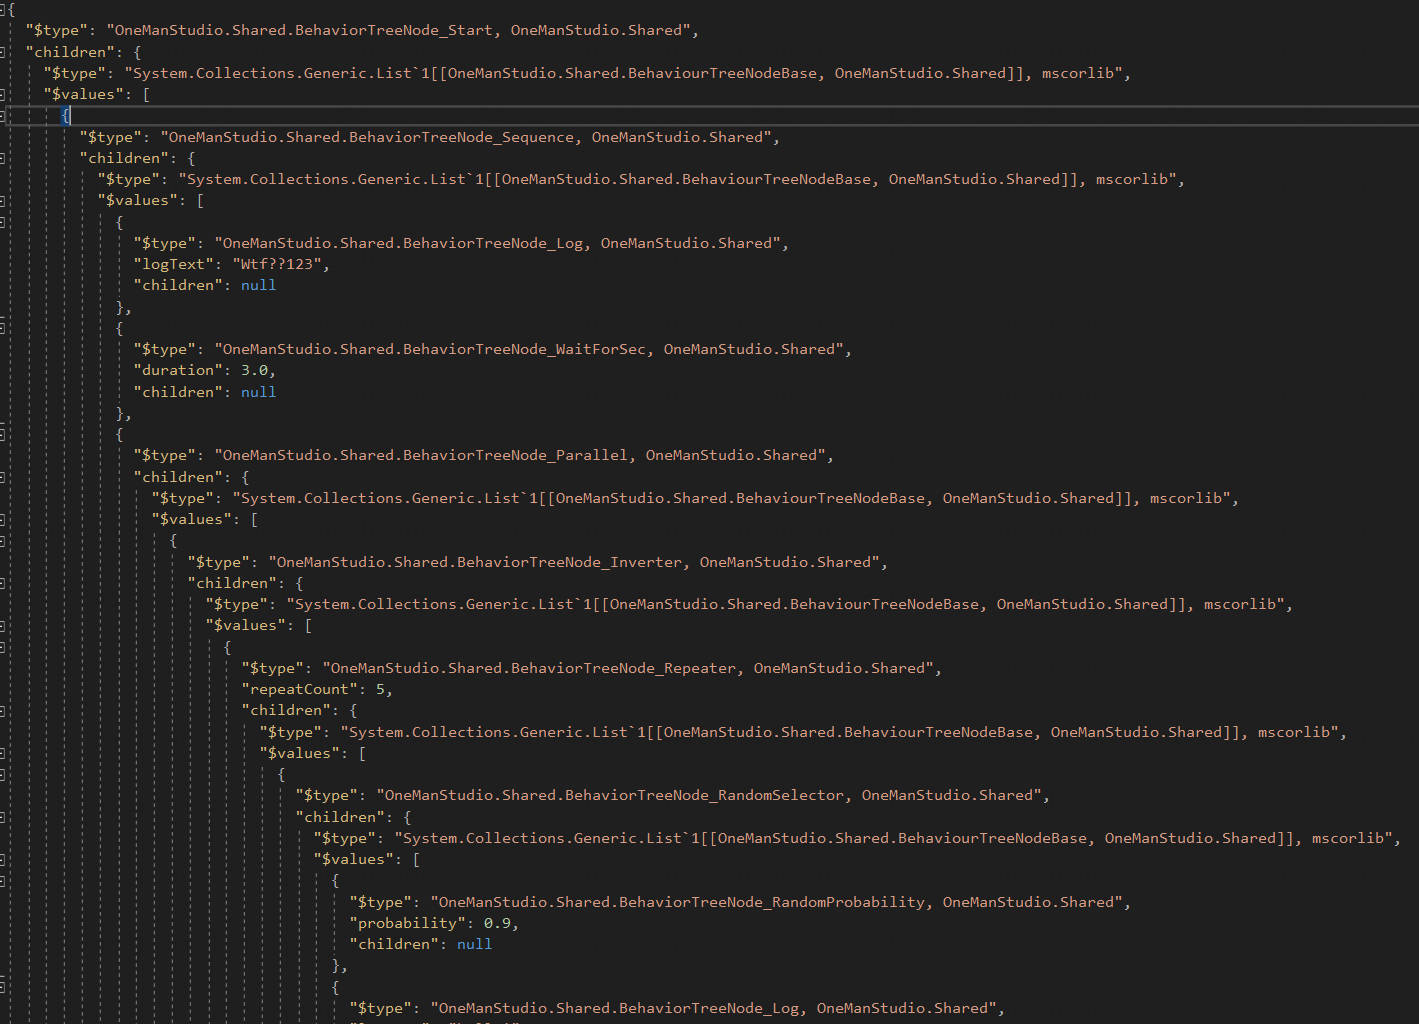 {
"$type": "OneManStudio.Shared.BehaviorTreeNode_Start, OneManStudio.Shared",
"children": {
"$type": "System.Collections.Generic.List`1[[OneManStudio.Shared.BehaviourTreeNodeBase, OneManStudio.Shared]], mscorlib",
"$values": [
{
"$type": "OneManStudio.Shared.BehaviorTreeNode_Sequence, OneManStudio.Shared",
"children": {
"$type": "System.Collections.Generic.List`1[[OneManStudio.Shared.BehaviourTreeNodeBase, OneManStudio.Shared]], mscorlib",
"$values": [
{
"$type": "OneManStudio.Shared.BehaviorTreeNode_Log, OneManStudio.Shared",
"logText": "Wtf??123",
"children": null
},
{
"$type": "OneManStudio.Shared.BehaviorTreeNode_WaitForSec, OneManStudio.Shared",
"duration": 3.0,
"children": null
},
{
"$type": "OneManStudio.Shared.BehaviorTreeNode_Parallel, OneManStudio.Shared",
"children": {
"$type": "System.Collections.Generic.List`1[[OneManStudio.Shared.BehaviourTreeNodeBase, OneManStudio.Shared]], mscorlib",
"$values": [
{
"$type": "OneManStudio.Shared.BehaviorTreeNode_Inverter, OneManStudio.Shared",
"children": {
"$type": "System.Collections.Generic.List`1[[OneManStudio.Shared.BehaviourTreeNodeBase, OneManStudio.Shared]], mscorlib",
"$values": [
{
"$type": "OneManStudio.Shared.BehaviorTreeNode_Repeater, OneManStudio.Shared",
"repeatCount": 5,
"children": {
"$type": "System.Collections.Generic.List`1[[OneManStudio.Shared.BehaviourTreeNodeBase, OneManStudio.Shared]], mscorlib",
"$values": [
{
"$type": "OneManStudio.Shared.BehaviorTreeNode_RandomSelector, OneManStudio.Shared",
"children": {
"$type": "System.Collections.Generic.List`1[[OneManStudio.Shared.BehaviourTreeNodeBase, OneManStudio.Shared]], mscorlib",
"$values": [
{
"$type": "OneManStudio.Shared.BehaviorTreeNode_RandomProbability, OneManStudio.Shared",
"probability": 0.9,
"children": null
},
{
"$type": "OneManStudio.Shared.BehaviorTreeNode_Log, OneManStudio.Shared",